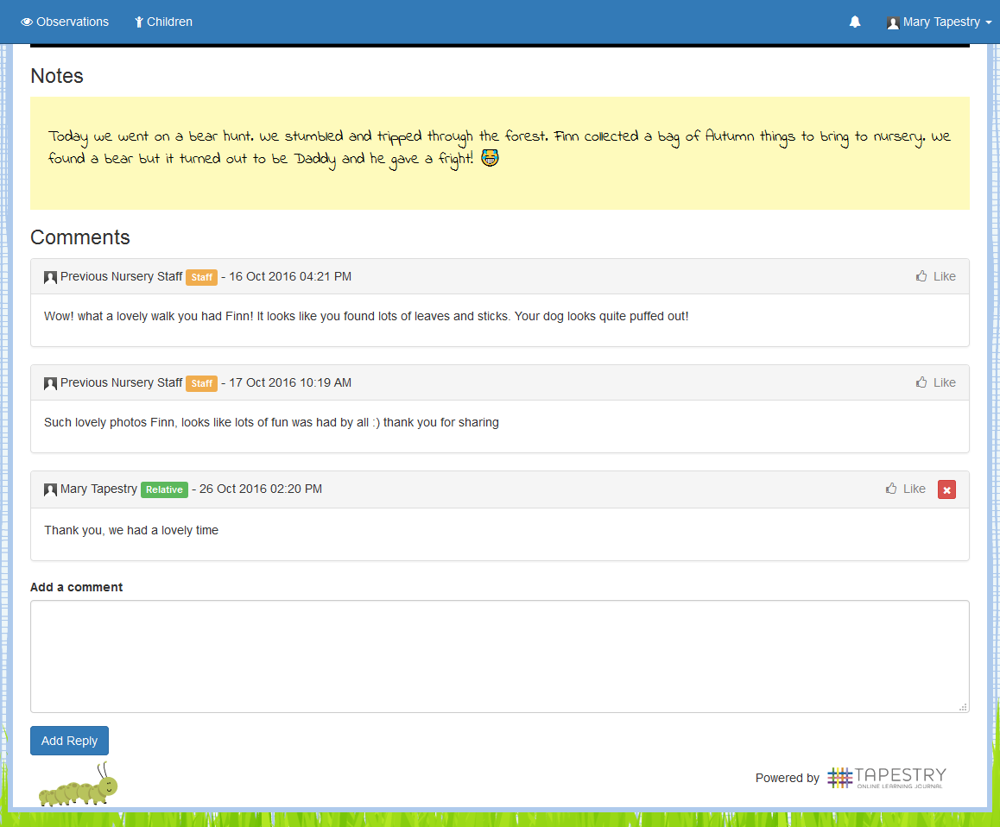 Observations Children Mary Tapestry
Notes
Today we went on a bear hunt. We stumbled and tripped through the forest. Finn collected a bag of Autumn things to bring to nursery. We
found a bear but it turned out to be Daddy and he gave a fright! 😹
Comments
Previous Nursery Staff Staff - 16 Oct 2016 04:21 PM Like
Wow! what a lovely walk you had Finn! It looks like you found lots of leaves and sticks. Your dog looks quite puffed out!
Previous Nursery Staff Staff - 17 Oct 2016 10:19 AM Like
Such lovely photos Finn, looks like lots of fun was had by all :) thank you for sharing
Mary Tapestry Relative - 26 Oct 2016 02:20 PM Like
Thank you, we had a lovely time
Add a comment
Add Reply
Powered by TAPESTRY
ONLINE LEARNING JOURNAL